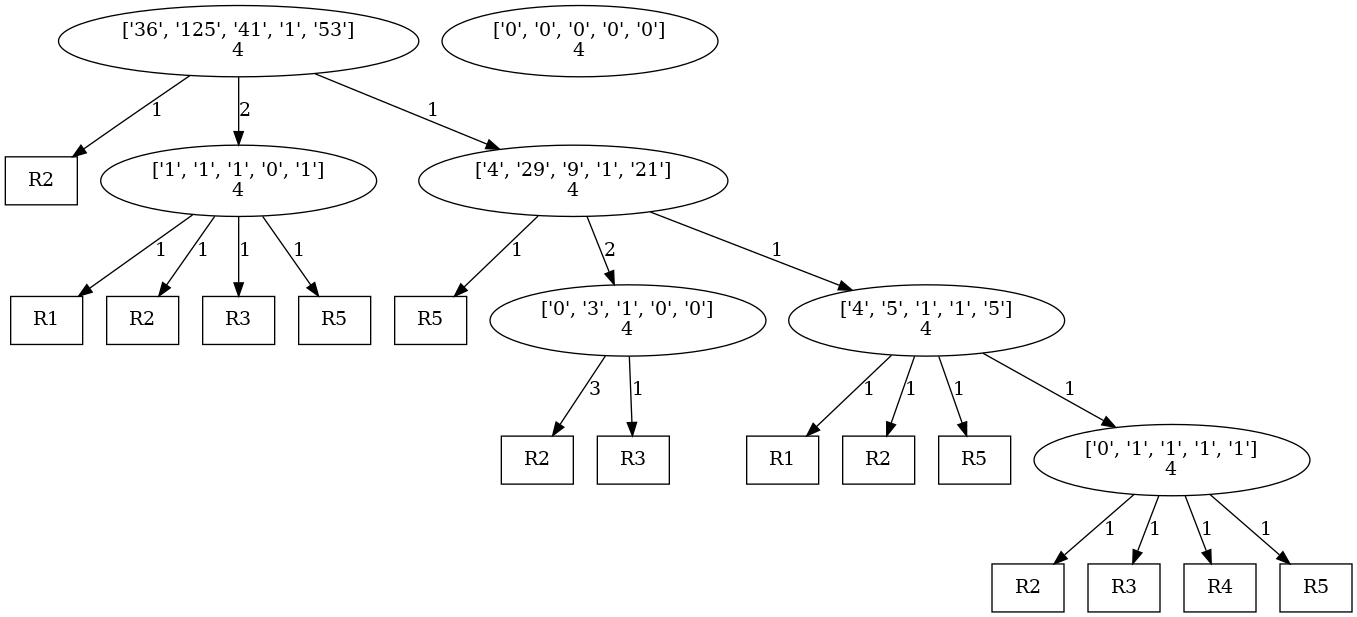 ['36', '125', '41', '1', '53']
4
['0', '0', '0', '0', '0']
4
1
2
1
R2
['1', '1', '1', '0', '1']
4
['4', '29', '9', '1', '21']
4
1
1
1
1
1
2
1
R1
R2
R3
R5
R5
['0', '3', '1', '0', '0']
4
['4', '5', '1', '1', '5']
4
3
1
1
1
1
1
R2
R3
R1
R2
R5
['0', '1', '1', '1', '1']
4
1
1
1
1
R2
R3
R4
R5